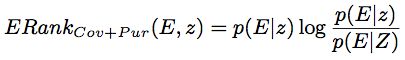 ERank_{Cov+Pur}(E, z) = p(E|z) log \frac{p(E|z)}{p(E|Z)}